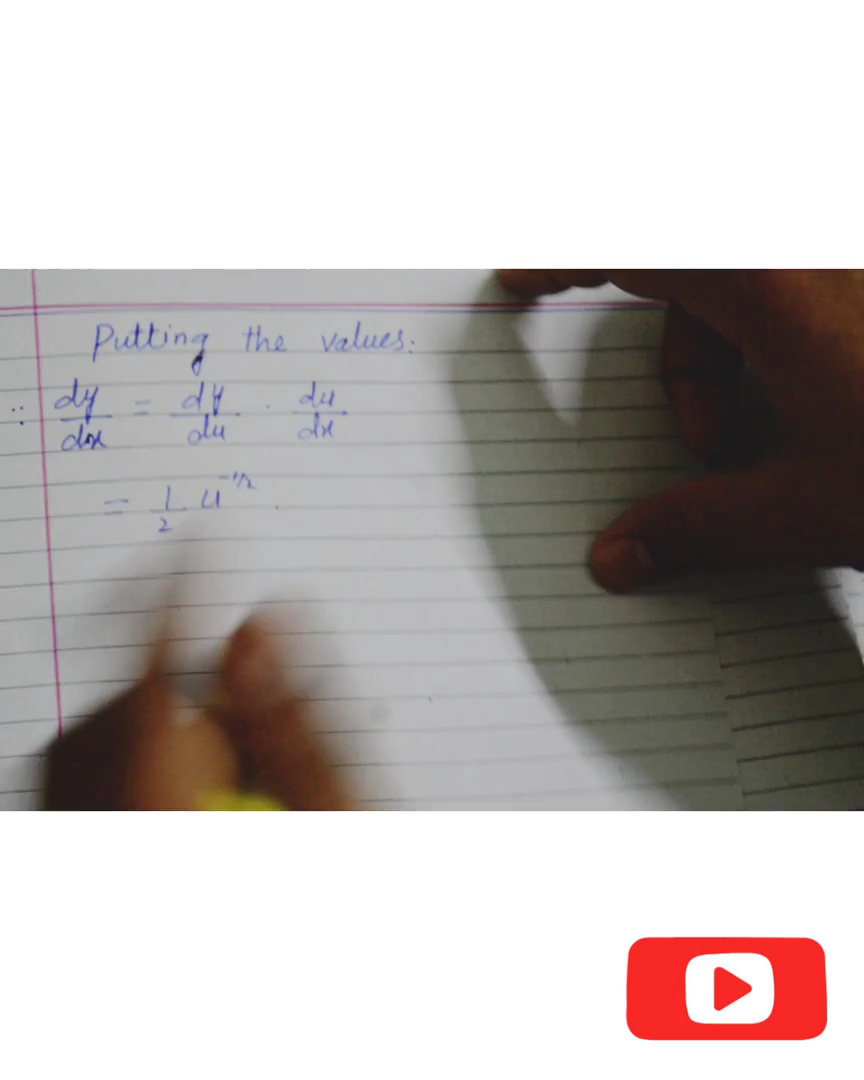 Putting the values:
∴ dy/dx = dy/du · du/dx
= 1/2 u^-1/2 ·